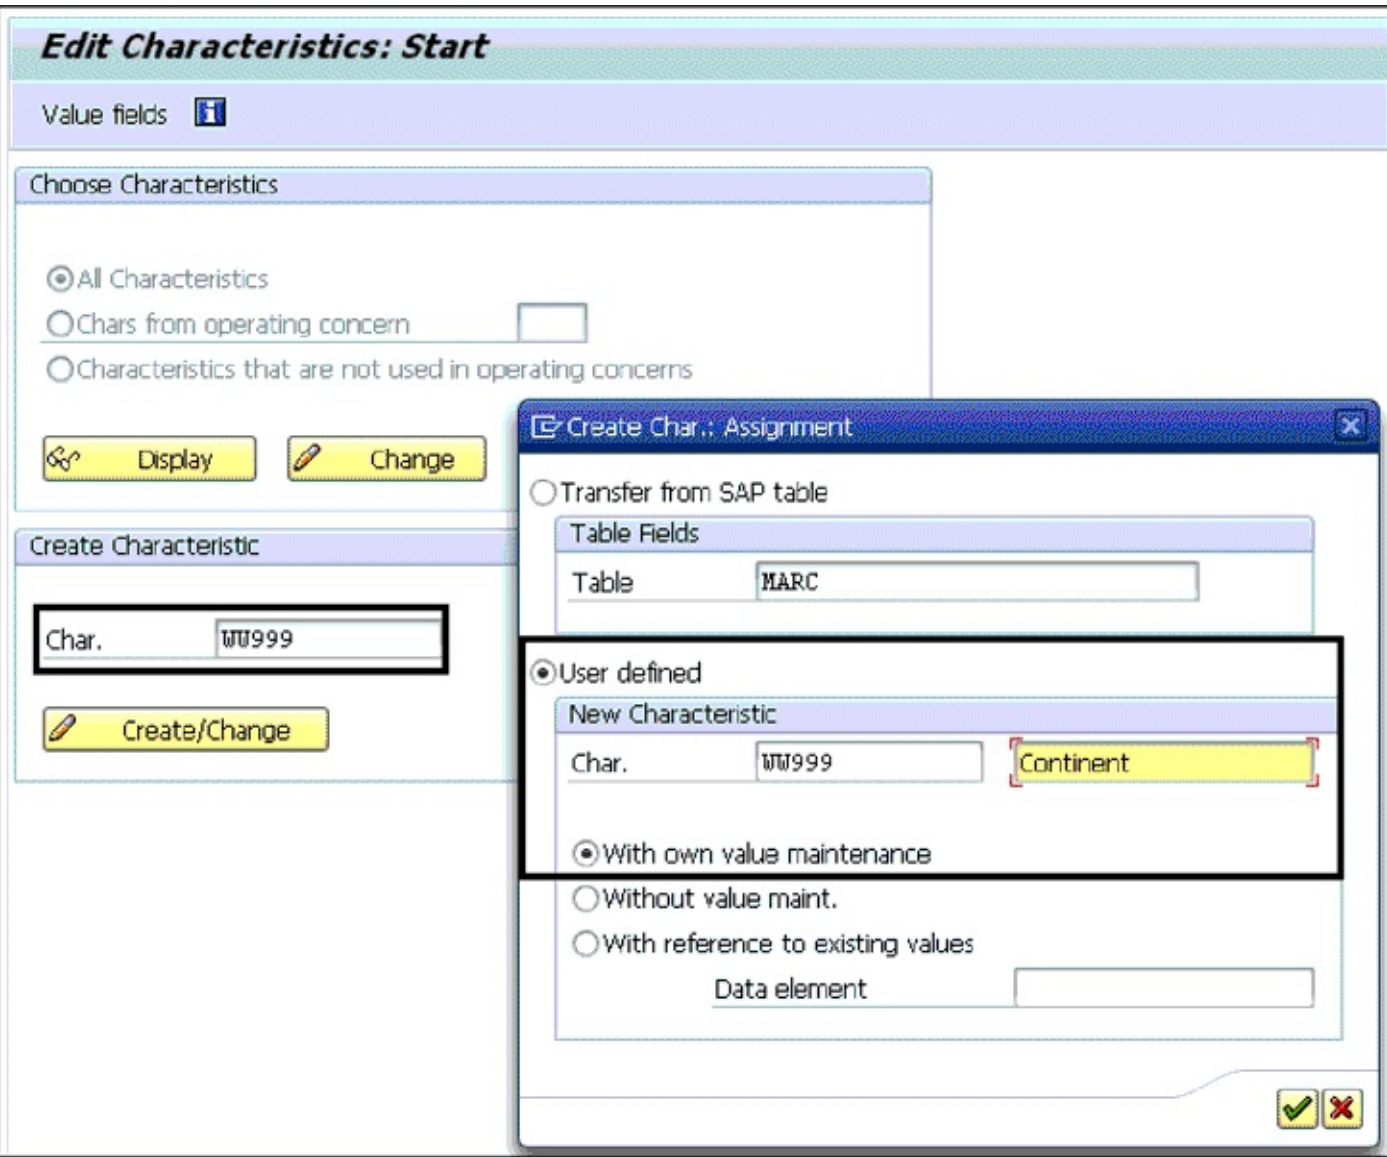 Edit Characteristics: Start
Value fields
Choose Characteristics
All Characteristics
Chars from operating concern
Characteristics that are not used in operating concerns
Display
Change
Create Characteristic
Char. WW999
Create/Change
Create Char.: Assignment
Transfer from SAP table
Table Fields
Table MARC
User defined
New Characteristic
Char. WW999 Continent
With own value maintenance
Without value maint.
With reference to existing values
Data element